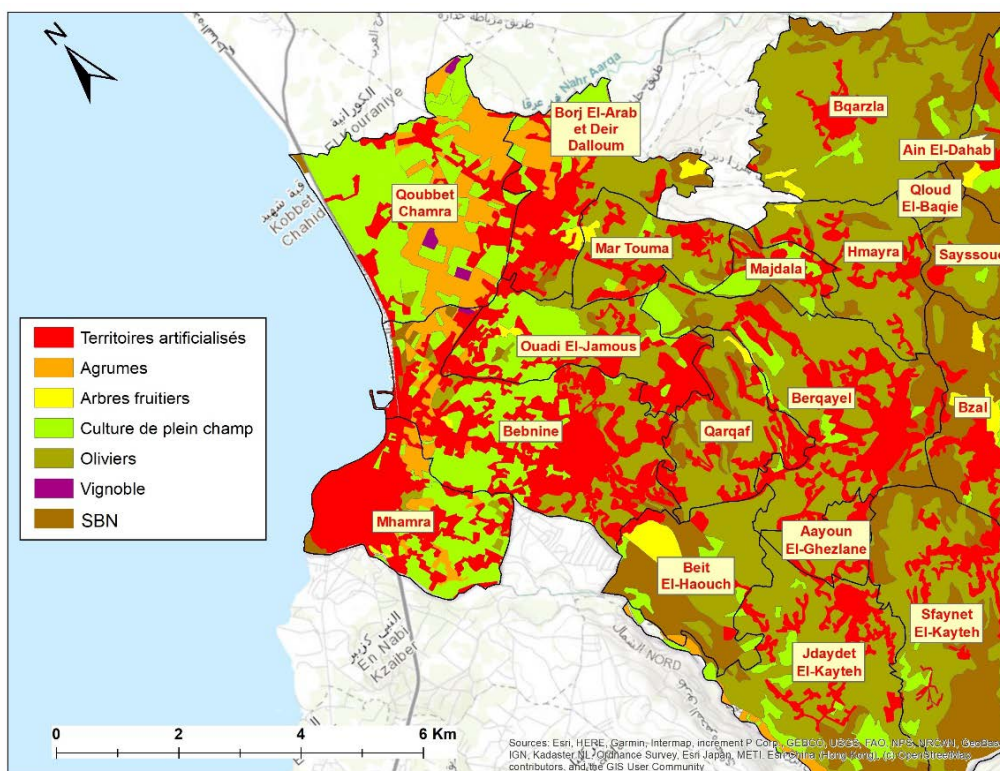 N
El Kouraniye
الكورانية
Nahr Aarqa
Kobbet
Chahid
Borj El-Arab
et Deir
Dalloum
Bqarzla
Ain El-Dahab
Qloud
El-Baqie
Qoubbet
Chamra
Mar Touma
Majdala
Hmayra
Sayssouq
Ouadi El-Jamous
Berqayel
Bzal
Bebnine
Qarqaf
Mhamra
Aayoun
El-Ghezlane
Beit
El-Haouch
Sfaynet
El-Kayteh
Jdaydet
El-Kayteh
Territoires artificialisés
Agrumes
Arbres fruitiers
Culture de plein champ
Oliviers
Vignoble
SBN
En Nabi
Kzaiber
NORD
0 2 4 6 Km
Sources: Esri, HERE, Garmin, Intermap, increment P Corp., GEBCO, USGS, FAO, NPS, NRCAN, GeoBase,
IGN, Kadaster NL, Ordnance Survey, Esri Japan, METI, Esri China (Hong Kong), (c) OpenStreetMap
contributors, and the GIS User Community